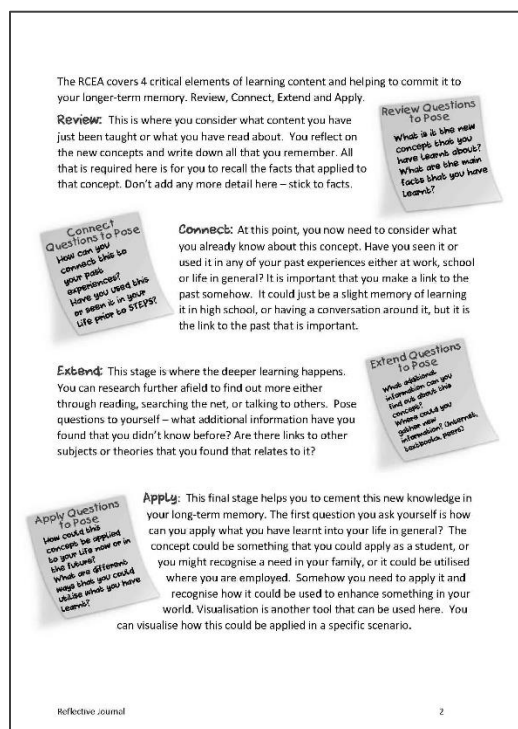 The RCEA covers 4 critical elements of learning content and helping to commit it to
your longer-term memory. Review, Connect, Extend and Apply.
Review: This is where you consider what content you have
just been taught or what you have read about. You reflect on
the new concepts and write down all that you remember. All
that is required here is for you to recall the facts that applied to
that concept. Don't add any more detail here – stick to facts.
Review Questions
to Pose
What is it the new
concept that you
have learnt about?
What are the main
facts that you have
learnt?
Connect
Questions to Pose
How can you
connect this to
your past
experiences?
Have you used this
or seen it in your
life prior to STEPS?
Connect: At this point, you now need to consider what
you already know about this concept. Have you seen it or
used it in any of your past experiences either at work, school
or life in general? It is important that you make a link to the
past somehow. It could just be a slight memory of learning
it in high school, or having a conversation around it, but it is
the link to the past that is important.
Extend: This stage is where the deeper learning happens.
You can research further afield to find out more either
through reading, searching the net, or talking to others. Pose
questions to yourself – what additional information have you
found that you didn't know before? Are there links to other
subjects or theories that you found that relates to it?
Extend Questions
to Pose
What additional
information can you
find out about this
concept?
Where could you
gather new
information? (Internet,
textbooks, peers)
Apply Questions
to Pose
How could this
concept be applied
to your life now or in
the future?
What are different
ways that you could
utilise what you have
learnt?
Apply: This final stage helps you to cement this new knowledge in
your long-term memory. The first question you ask yourself is how
can you apply what you have learnt into your life in general? The
concept could be something that you could apply as a student, or
you might recognise a need in your family, or it could be utilised
where you are employed. Somehow you need to apply it and
recognise how it could be used to enhance something in your
world. Visualisation is another tool that can be used here. You
can visualise how this could be applied in a specific scenario.
Reflective Journal 2